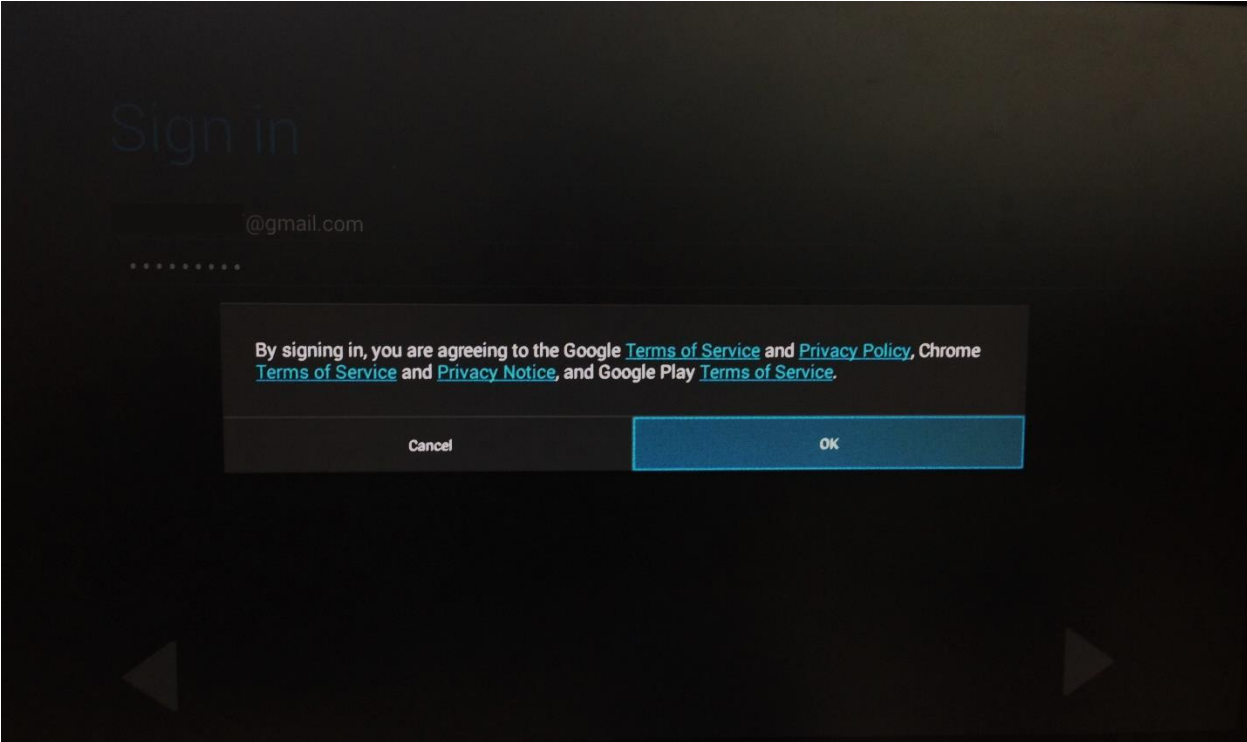 Sign in
@gmail.com
•••••••••
By signing in, you are agreeing to the Google Terms of Service and Privacy Policy, Chrome
Terms of Service and Privacy Notice, and Google Play Terms of Service.
Cancel
OK